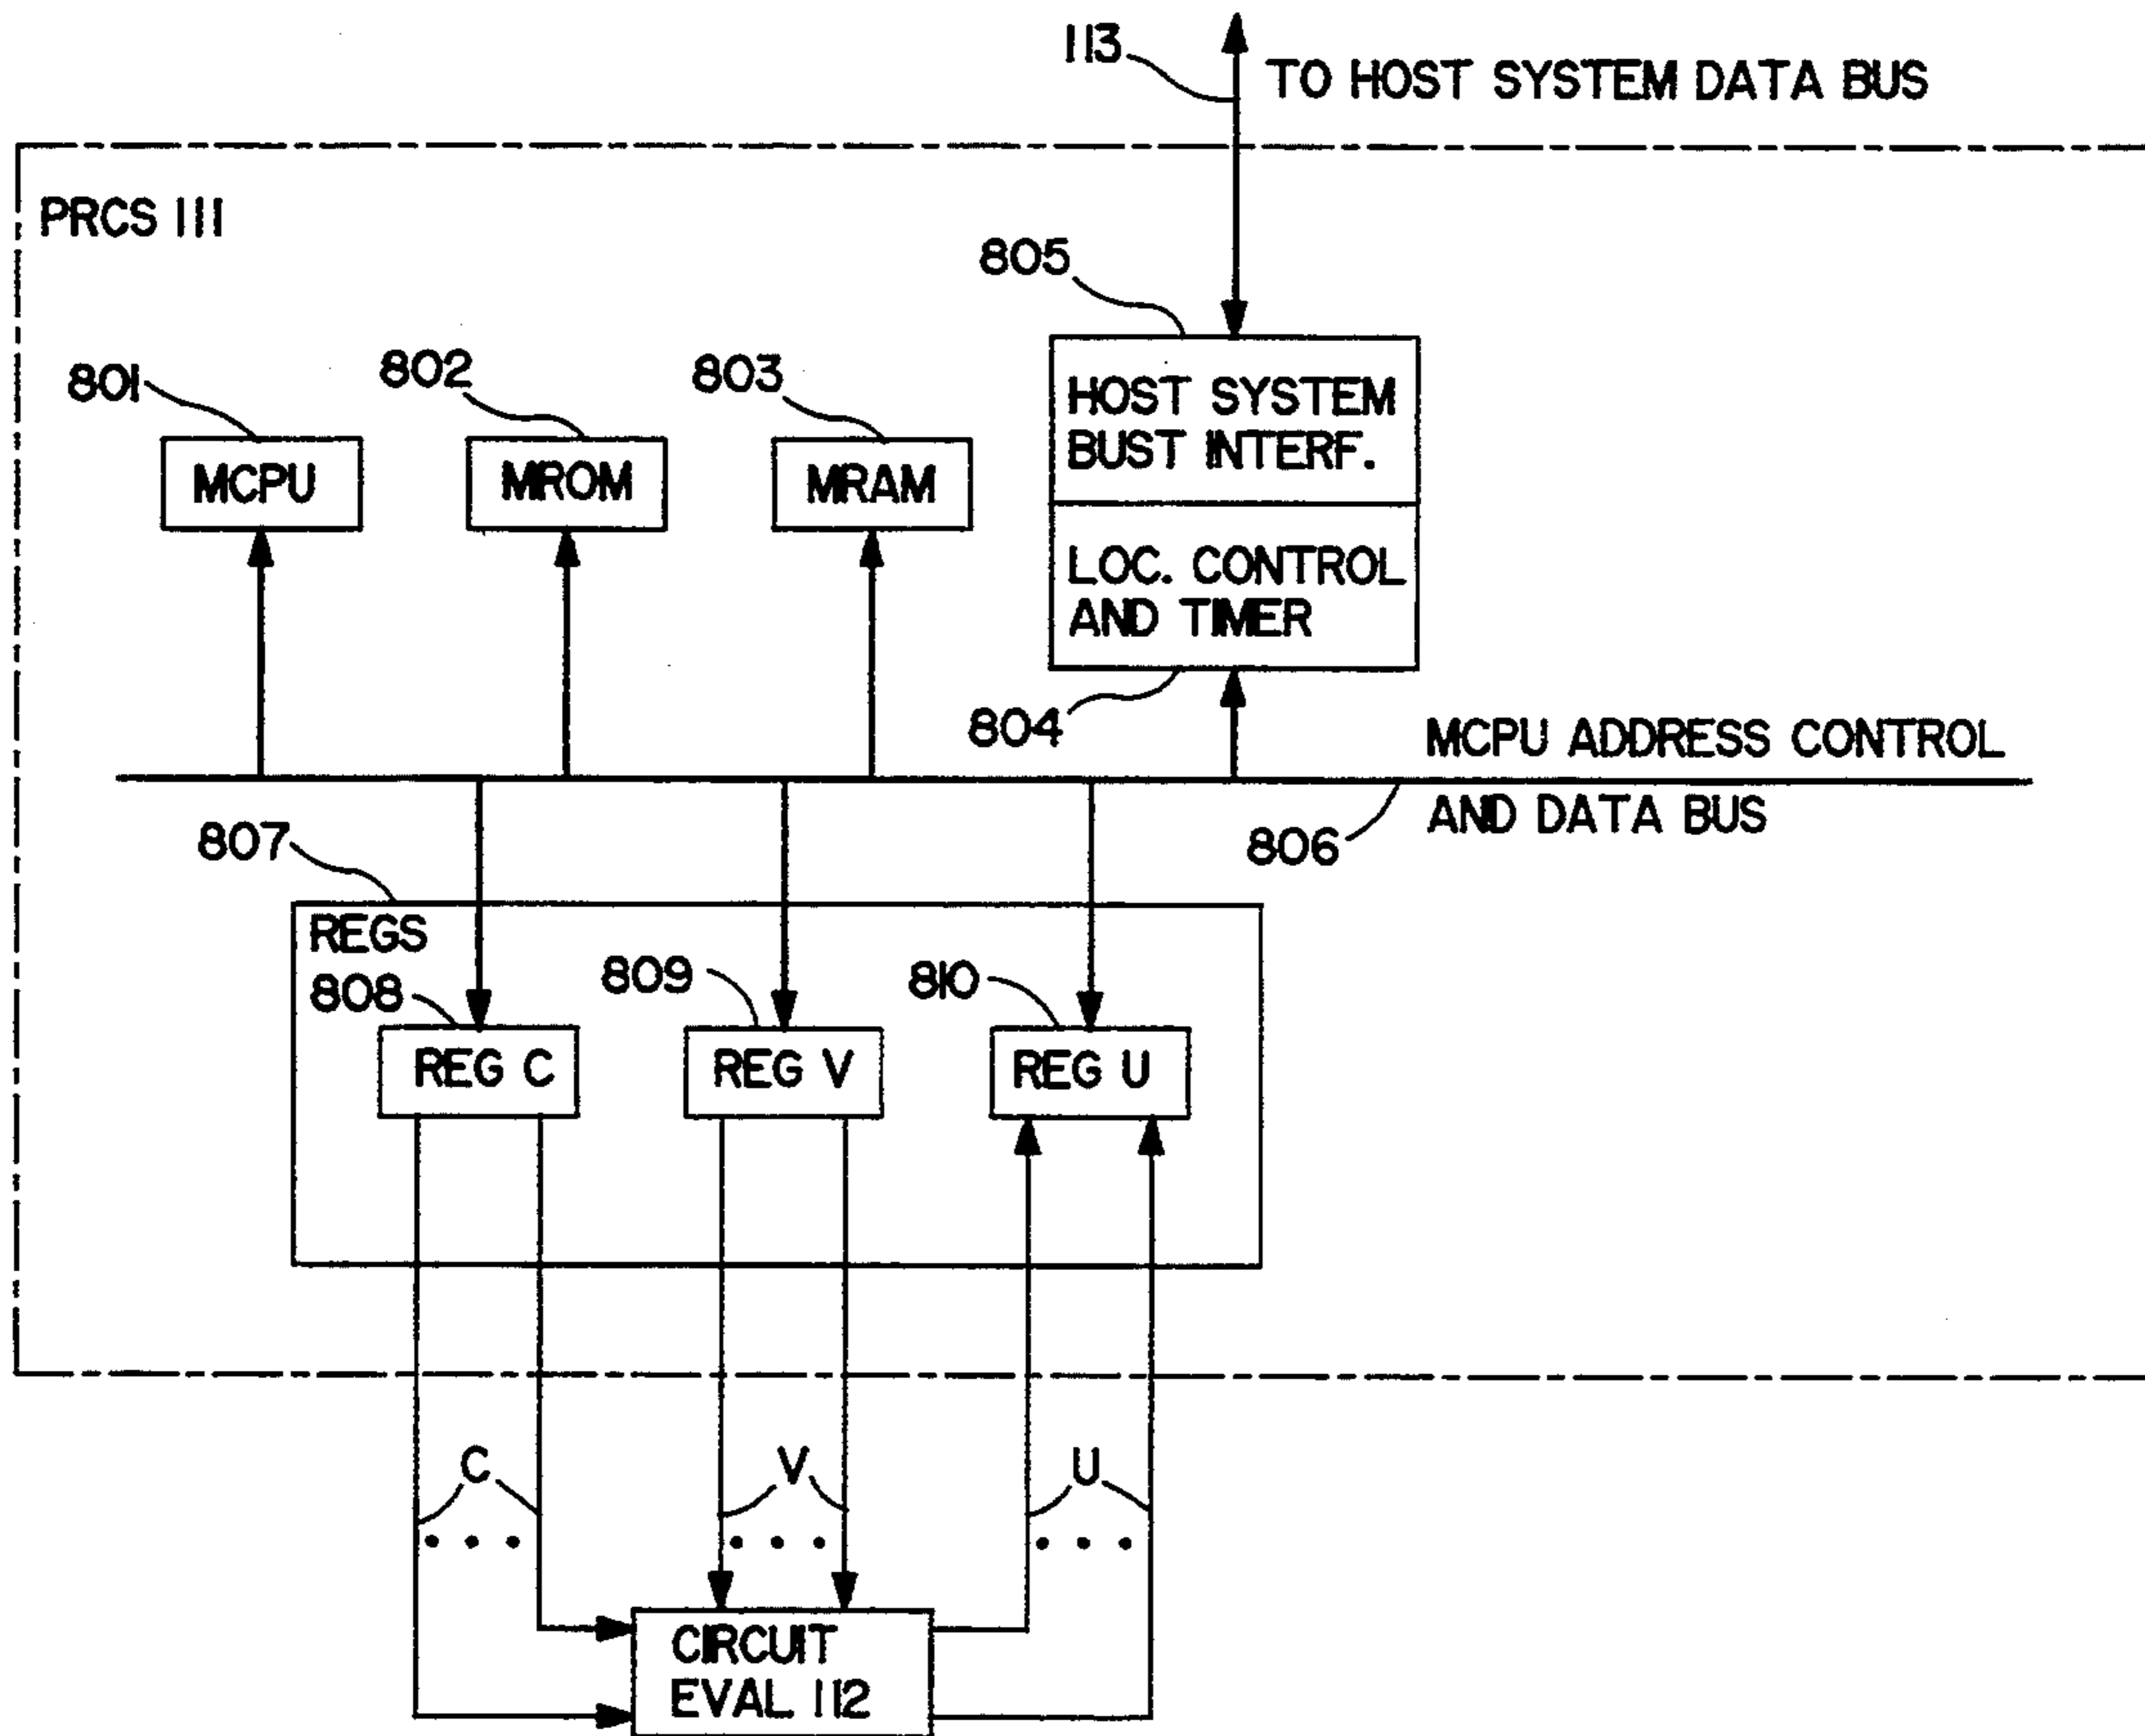 113
TO HOST SYSTEM DATA BUS
PRCS 111
805
801
802
803
HOST SYSTEM
BUST INTERF.
MCPU
MROM
MRAM
LOC. CONTROL
AND TIMER
804
MCPU ADDRESS CONTROL
AND DATA BUS
806
807
REGS
808
809
810
REG C
REG V
REG U
C
V
U
CIRCUIT
EVAL 112